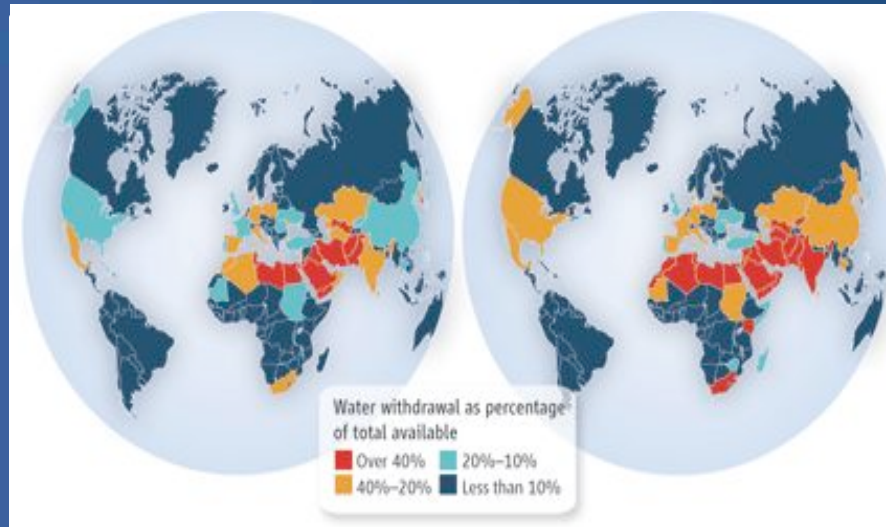 Water withdrawal as percentage
of total available
Over 40%
20%–10%
40%–20%
Less than 10%